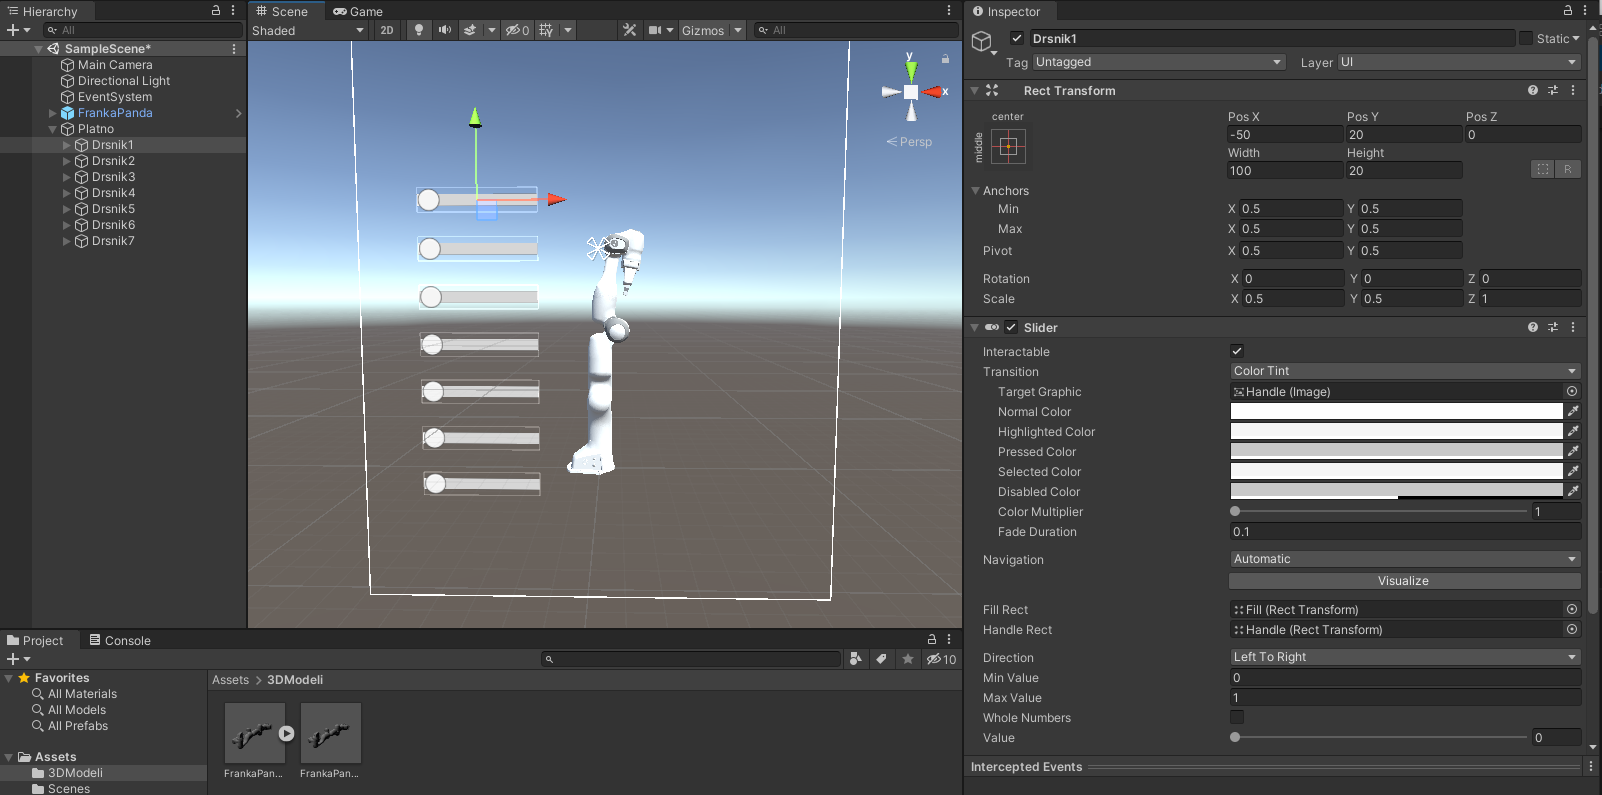 Hierarchy
All
SampleScene*
Main Camera
Directional Light
EventSystem
FrankaPanda
Platno
Drsnik1
Drsnik2
Drsnik3
Drsnik4
Drsnik5
Drsnik6
Drsnik7
Scene Game
Shaded 2D 0 Gizmos All
y
x
Persp
Project Console
10
Favorites
All Materials
All Models
All Prefabs
Assets
3DModeli
Scenes
Assets > 3DModeli
FrankaPan... FrankaPan...
Inspector
Drsnik1 Static
Tag Untagged Layer UI
Rect Transform
center
middle
Pos X Pos Y Pos Z
-50 20 0
Width Height
100 20
R
Anchors
Min X 0.5 Y 0.5
Max X 0.5 Y 0.5
Pivot X 0.5 Y 0.5
Rotation X 0 Y 0 Z 0
Scale X 0.5 Y 0.5 Z 1
Slider
Interactable
Transition Color Tint
Target Graphic Handle (Image)
Normal Color
Highlighted Color
Pressed Color
Selected Color
Disabled Color
Color Multiplier 1
Fade Duration 0.1
Navigation Automatic
Visualize
Fill Rect Fill (Rect Transform)
Handle Rect Handle (Rect Transform)
Direction Left To Right
Min Value 0
Max Value 1
Whole Numbers
Value 0
Intercepted Events